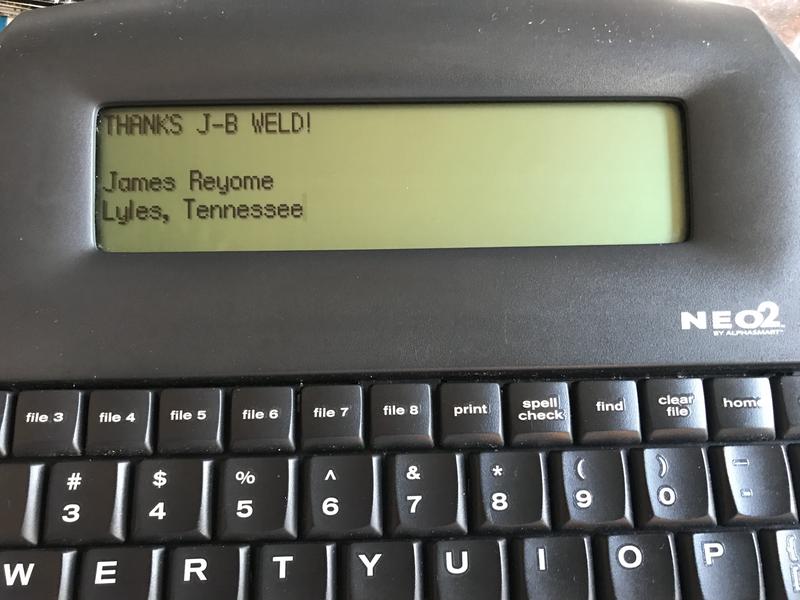 THANKS J-B WELD!
James Reyome
Lyles, Tennessee
NEO2
BY ALPHASMART™
file 3 file 4 file 5 file 6 file 7 file 8 print spell check find clear file home
# 3 $ 4 % 5 ^ 6 & 7 * 8 ( 9 ) 0
W E R T Y U I O P